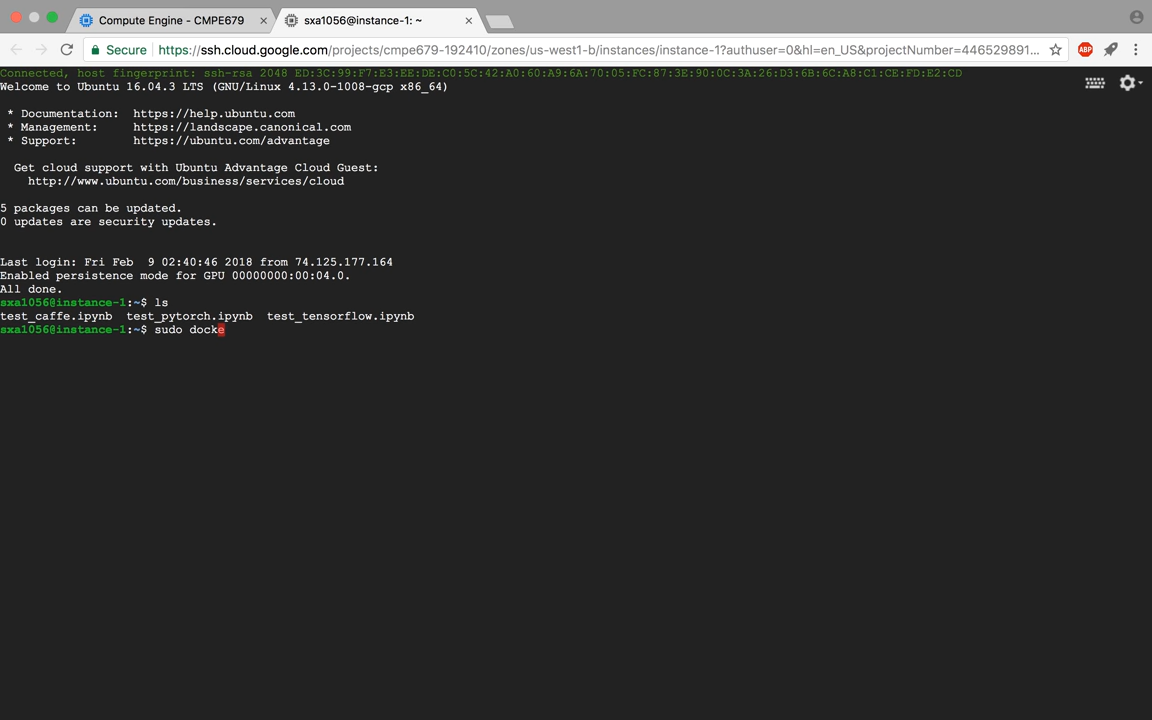 Compute Engine - CMPE679
sxa1056@instance-1: ~
Secure https://ssh.cloud.google.com/projects/cmpe679-192410/zones/us-west1-b/instances/instance-1?authuser=0&hl=en_US&projectNumber=446529891...
ABP
Connected, host fingerprint: ssh-rsa 2048 ED:3C:99:F7:E3:EE:DE:C0:5C:42:A0:60:A9:6A:70:05:FC:87:3E:90:0C:3A:26:D3:6B:6C:A8:C1:CE:FD:E2:CD
Welcome to Ubuntu 16.04.3 LTS (GNU/Linux 4.13.0-1008-gcp x86_64)
* Documentation: https://help.ubuntu.com
* Management: https://landscape.canonical.com
* Support: https://ubuntu.com/advantage
Get cloud support with Ubuntu Advantage Cloud Guest:
http://www.ubuntu.com/business/services/cloud
5 packages can be updated.
0 updates are security updates.
Last login: Fri Feb  9 02:40:46 2018 from 74.125.177.164
Enabled persistence mode for GPU 00000000:00:04.0.
All done.
sxa1056@instance-1:~$ ls
test_caffe.ipynb  test_pytorch.ipynb  test_tensorflow.ipynb
sxa1056@instance-1:~$ sudo docke